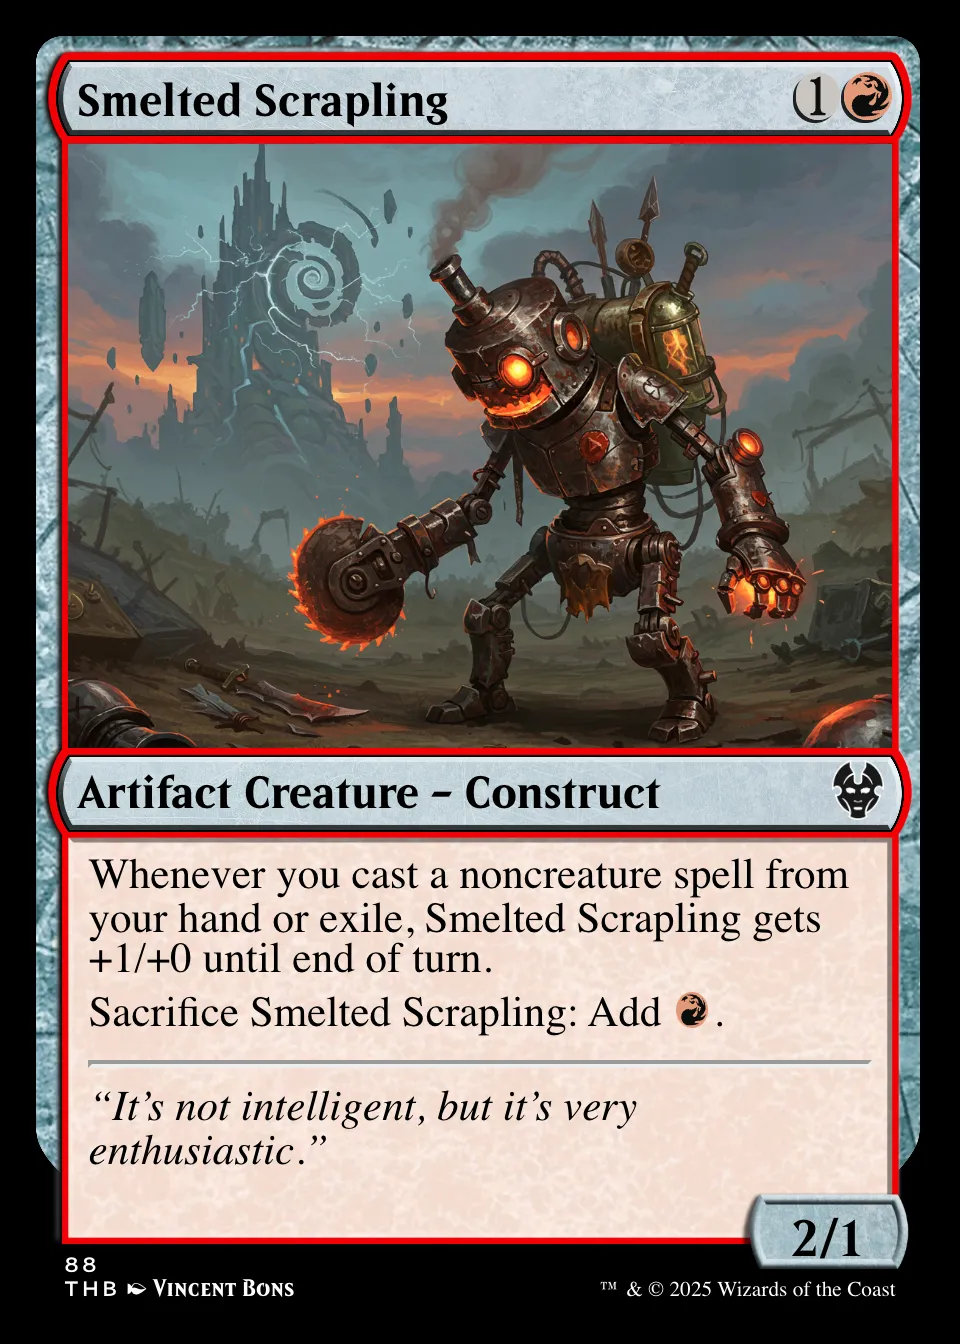 Smelted Scrapling 1
Artifact Creature – Construct
Whenever you cast a noncreature spell from
your hand or exile, Smelted Scrapling gets
+1/+0 until end of turn.
Sacrifice Smelted Scrapling: Add .
“It’s not intelligent, but it’s very
enthusiastic.”
2/1
88
THB Vincent Bons
™ & © 2025 Wizards of the Coast